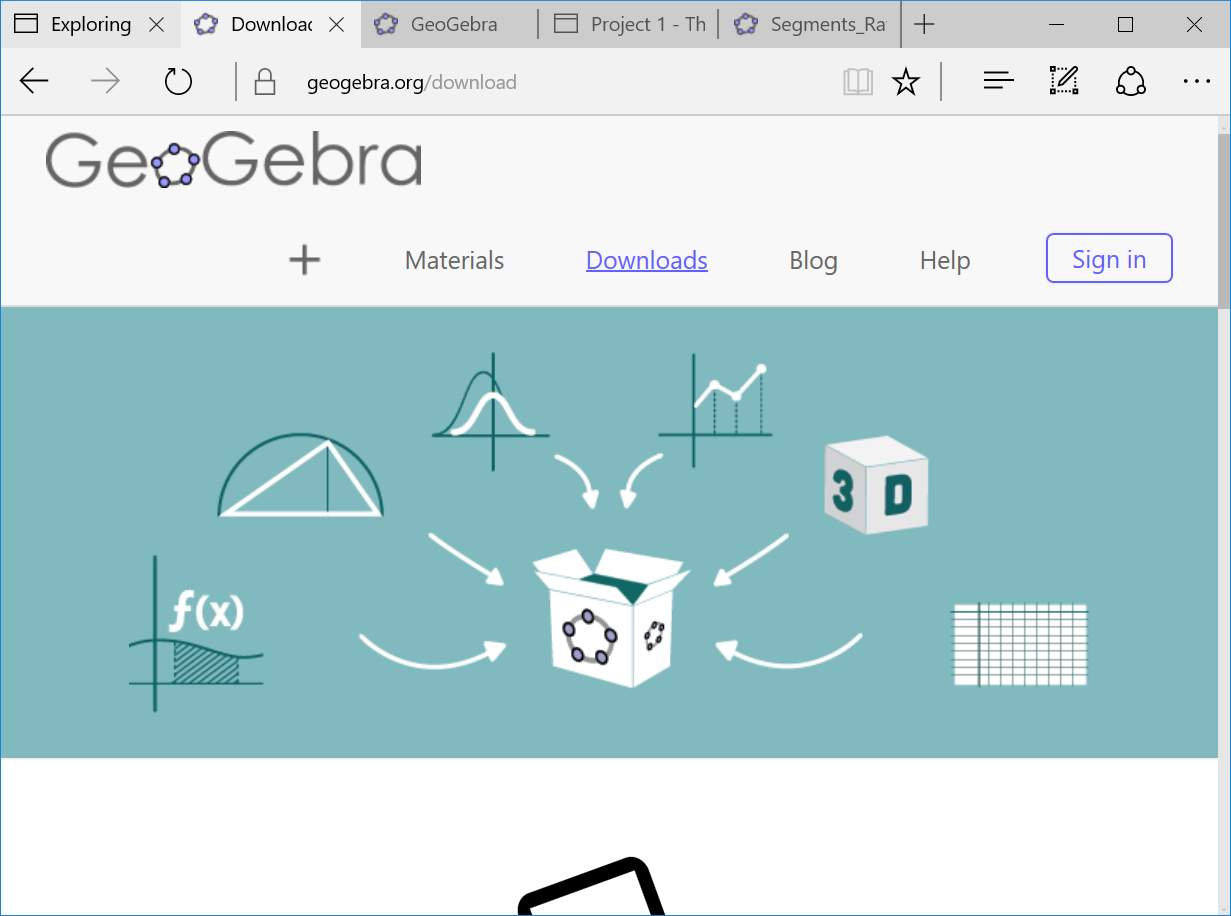 Exploring Downloac GeoGebra Project 1 - Th Segments_Ra
geogebra.org/download
GeoGebra
Materials Downloads Blog Help Sign in
3 D
f(x)